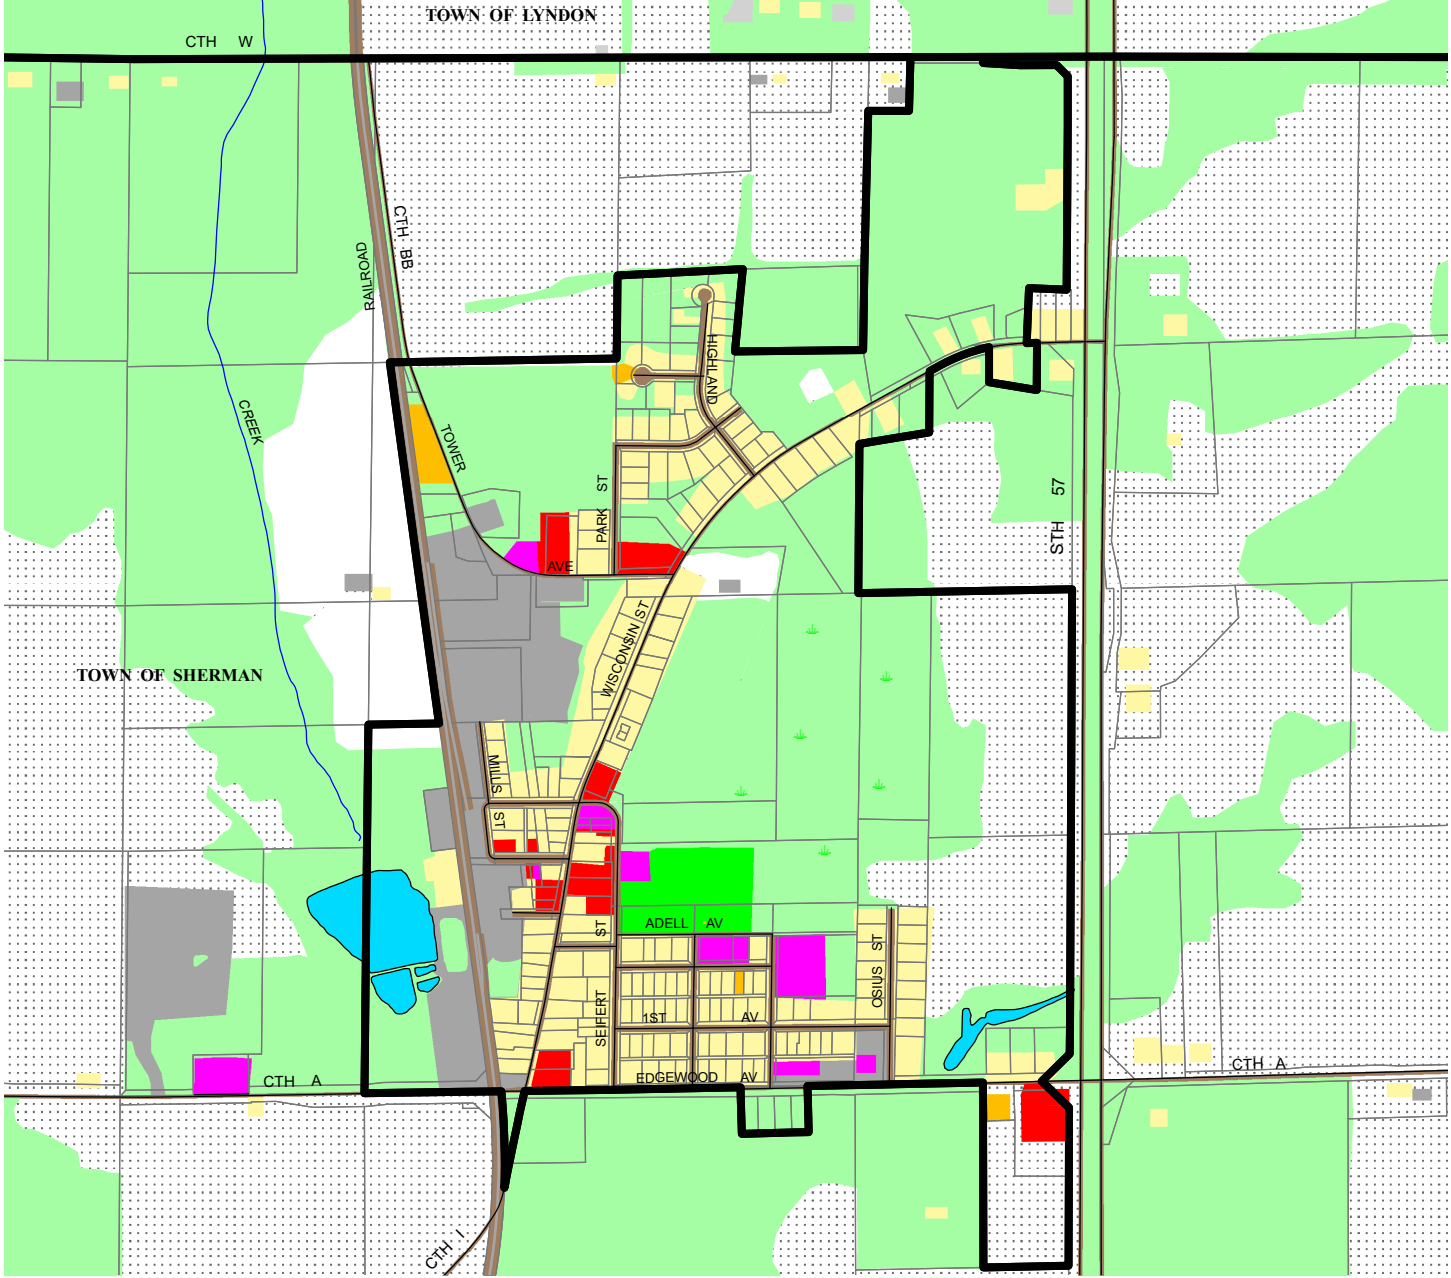 TOWN OF LYNDON
CTH W
CTH BB
RAILROAD
HIGHLAND
CREEK
TOWER
PARK ST
STH 57
AVE
WISCONSIN ST
TOWN OF SHERMAN
MILLS ST
ADELL AV
ST
OSIUS ST
SEIFERT
1ST AV
EDGEWOOD AV
CTH A
CTH A
CTH I